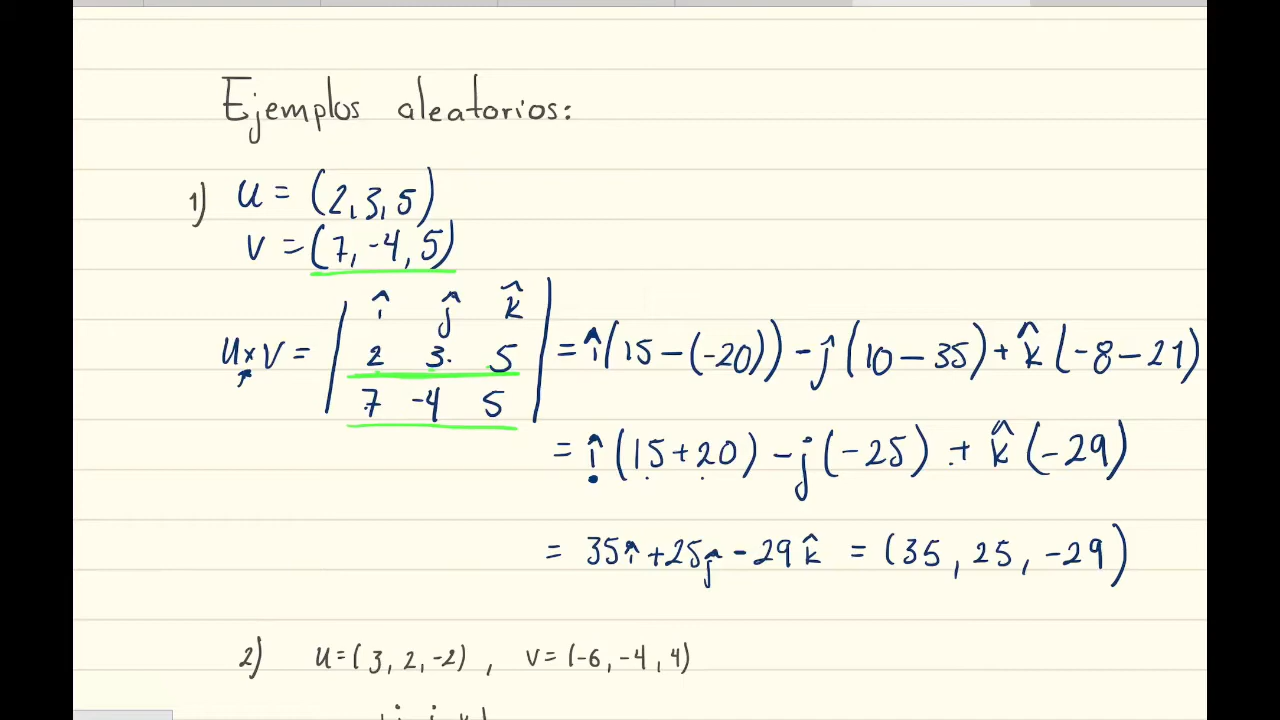 Ejemplos aleatorios:
1) u = (2, 3, 5)
v = (7, -4, 5)
u × v = | î ĵ k̂ |
| 2 3 5 |
| 7 -4 5 |
= î(15 - (-20)) - j(10 - 35) + k̂(-8 - 21)
= î(15 + 20) - j(-25) + k̂(-29)
= 35î + 25ĵ - 29k̂ = (35, 25, -29)
2) u = (3, 2, -2), v = (-6, -4, 4)